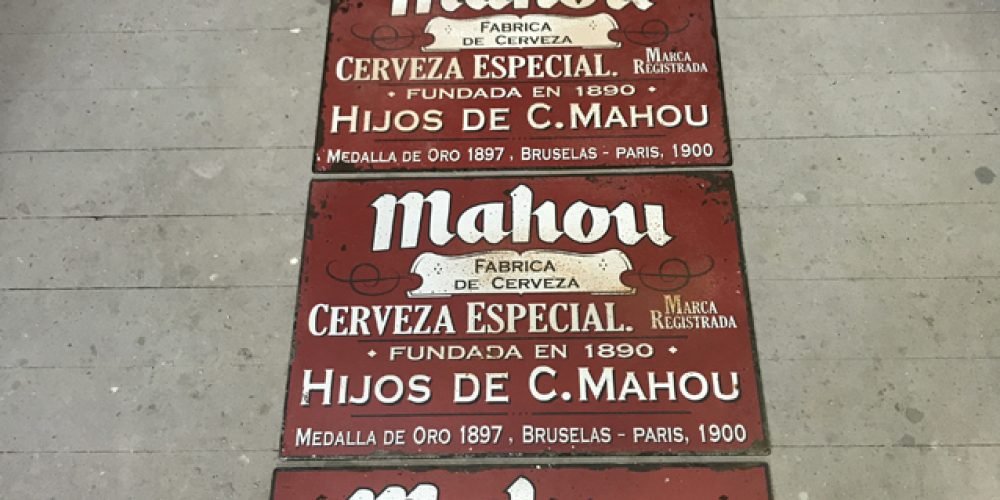 Mahou
FABRICA
DE CERVEZA
CERVEZA ESPECIAL.
MARCA
REGISTRADA
FUNDADA EN 1890
HIJOS DE C. MAHOU
MEDALLA DE ORO 1897, BRUSELAS - PARIS, 1900
Mahou
FABRICA
DE CERVEZA
CERVEZA ESPECIAL.
MARCA
REGISTRADA
FUNDADA EN 1890
HIJOS DE C. MAHOU
MEDALLA DE ORO 1897, BRUSELAS - PARIS, 1900
Mahou